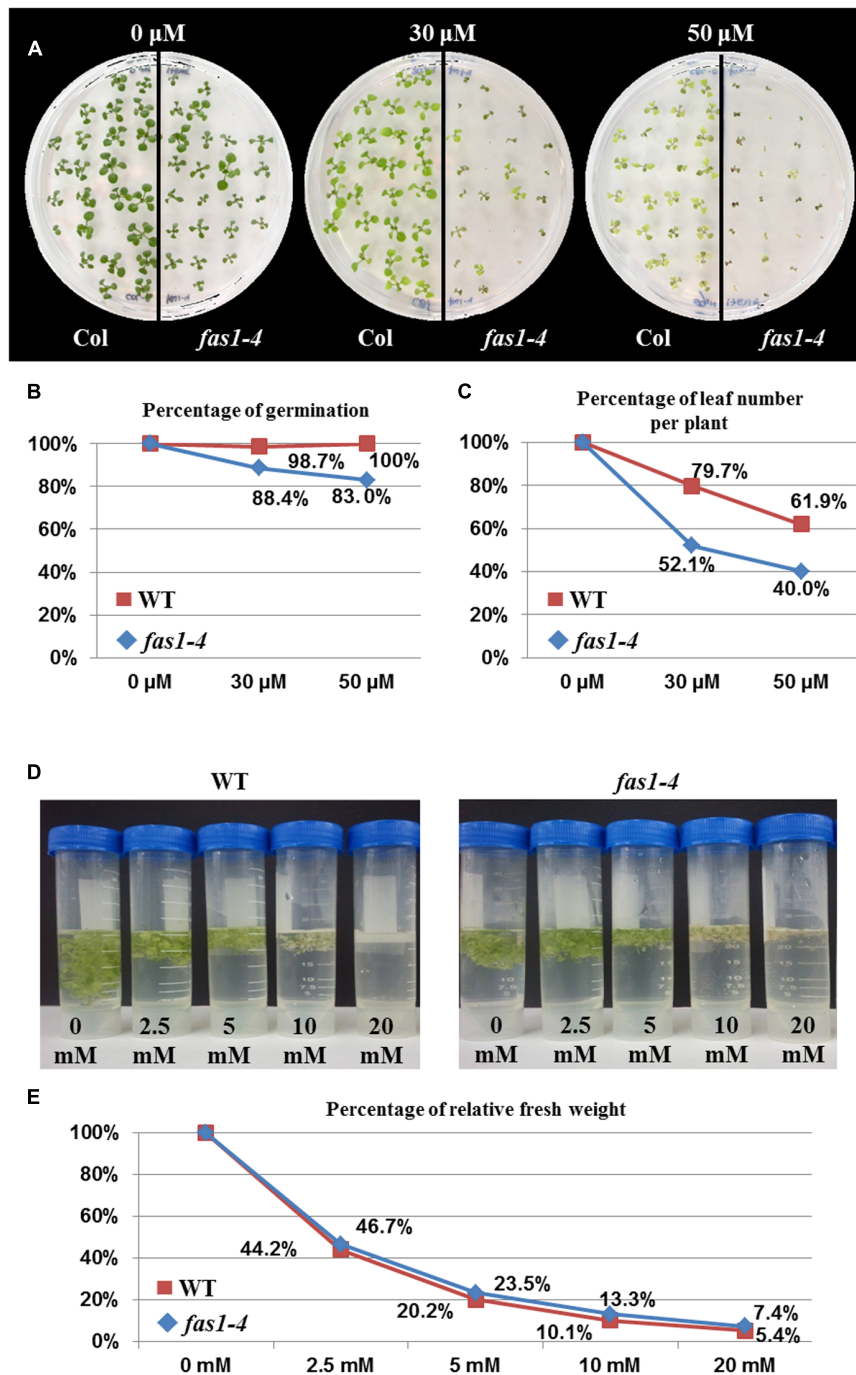 A
0 µM 30 µM 50 µM
Col fas1-4 Col fas1-4 Col fas1-4
B
Percentage of germination
100%
80%
60%
40%
20%
0%
98.7% 100%
88.4% 83.0%
WT
fas1-4
0 µM 30 µM 50 µM
C
Percentage of leaf number
per plant
100%
80%
60%
40%
20%
0%
79.7%
61.9%
52.1%
40.0%
WT
fas1-4
0 µM 30 µM 50 µM
D
WT
0 2.5 5 10 20
mM mM mM mM mM
fas1-4
0 2.5 5 10 20
mM mM mM mM mM
E
Percentage of relative fresh weight
100%
80%
60%
40%
20%
0%
46.7%
44.2%
23.5%
20.2%
13.3%
10.1%
7.4%
5.4%
WT
fas1-4
0 mM 2.5 mM 5 mM 10 mM 20 mM